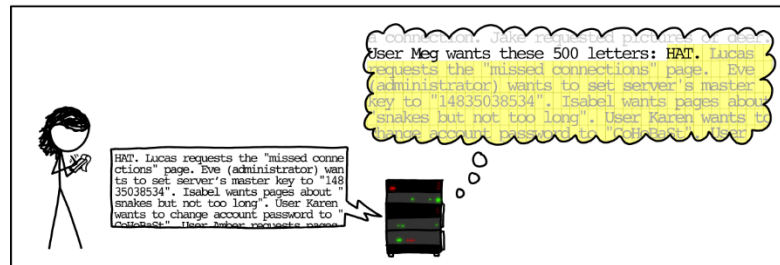 a connection. Jake requested pictures of deer.
User Meg wants these 500 letters: HAT. Lucas
requests the "missed connections" page. Eve
(administrator) wants to set server's master
key to "14835038534". Isabel wants pages about
"snakes but not too long". User Karen wants to
change account password to "CoHoBaSt". User
HAT. Lucas requests the "missed conne
ctions" page. Eve (administrator) wan
ts to set server's master key to "148
35038534". Isabel wants pages about "
snakes but not too long". User Karen
wants to change account password to "
CoHoBaSt". User Amber requests pages